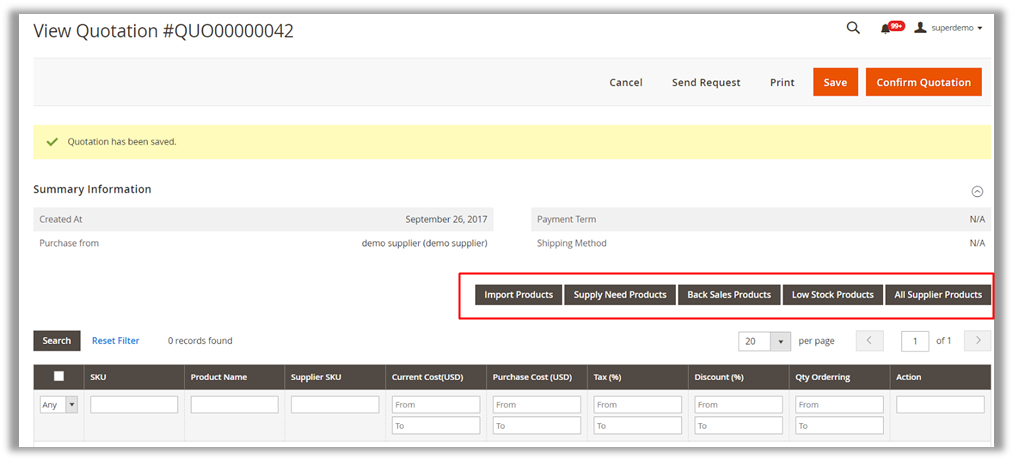 View Quotation #QUO00000042
99+
superdemo
Cancel Send Request Print Save Confirm Quotation
Quotation has been saved.
Summary Information
Created At September 26, 2017 Payment Term N/A
Purchase from demo supplier (demo supplier) Shipping Method N/A
Import Products Supply Need Products Back Sales Products Low Stock Products All Supplier Products
Search Reset Filter 0 records found 20 per page 1 of 1
SKU Product Name Supplier SKU Current Cost(USD) Purchase Cost (USD) Tax (%) Discount (%) Qty Orderring Action
Any From From From From From
To To To To To